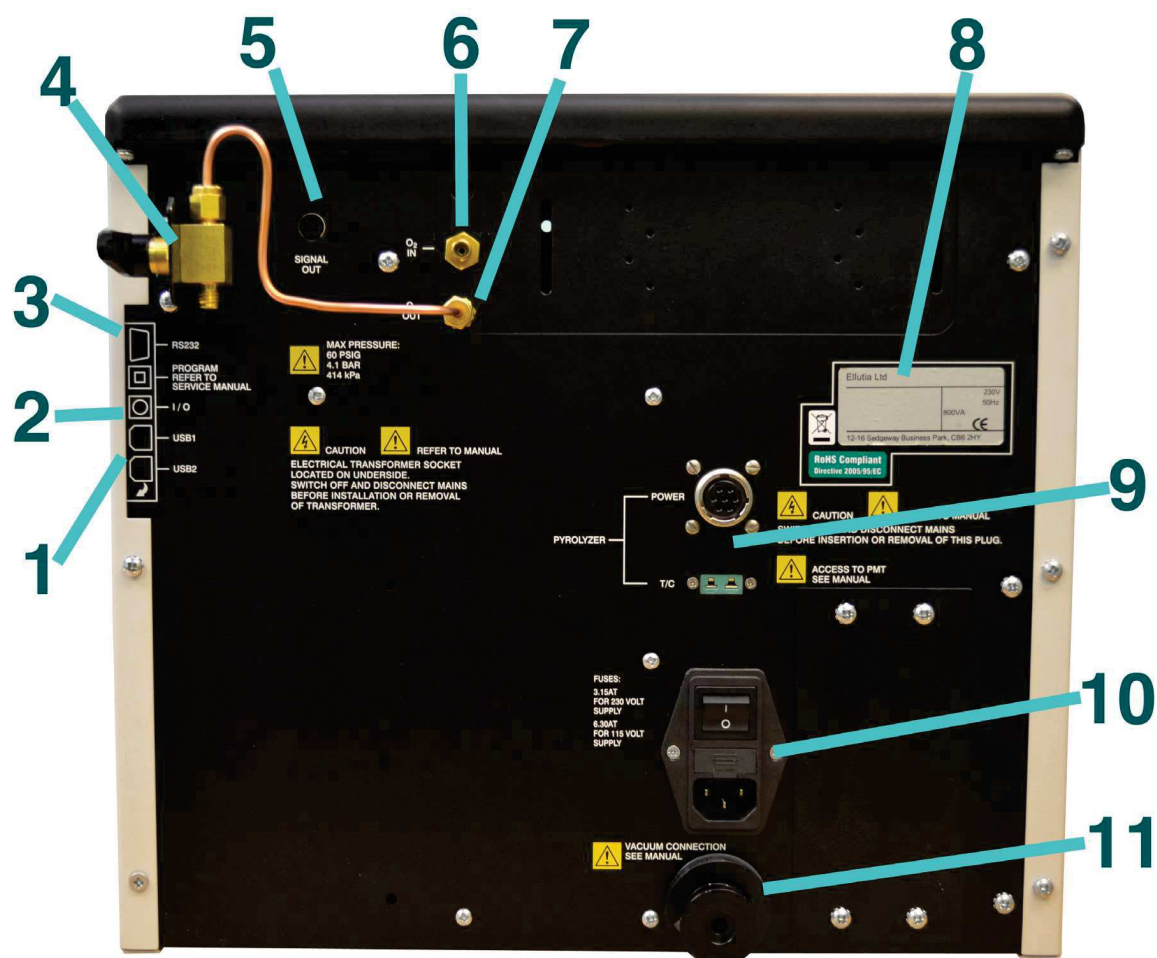 5
6
7
8
4
O₂
IN
SIGNAL
OUT
OUT
3
RS232
PROGRAM
REFER TO
SERVICE MANUAL
2
I / O
USB1
USB2
1
MAX PRESSURE:
60 PSIG
4.1 BAR
414 kPa
CAUTION
REFER TO MANUAL
ELECTRICAL TRANSFORMER SOCKET
LOCATED ON UNDERSIDE.
SWITCH OFF AND DISCONNECT MAINS
BEFORE INSTALLATION OR REMOVAL
OF TRANSFORMER.
Ellutia Ltd
230V
50Hz
800VA
CE
12-16 Sedgeway Business Park, CB6 2HY
RoHS Compliant
Directive 2005/95/EC
9
POWER
PYROLYZER
T/C
CAUTION
MANUAL
DISCONNECT MAINS
BEFORE INSERTION OR REMOVAL OF THIS PLUG.
ACCESS TO PMT
SEE MANUAL
FUSES:
3.15AT
FOR 230 VOLT
SUPPLY
6.30AT
FOR 115 VOLT
SUPPLY
I
O
10
VACUUM CONNECTION
SEE MANUAL
11